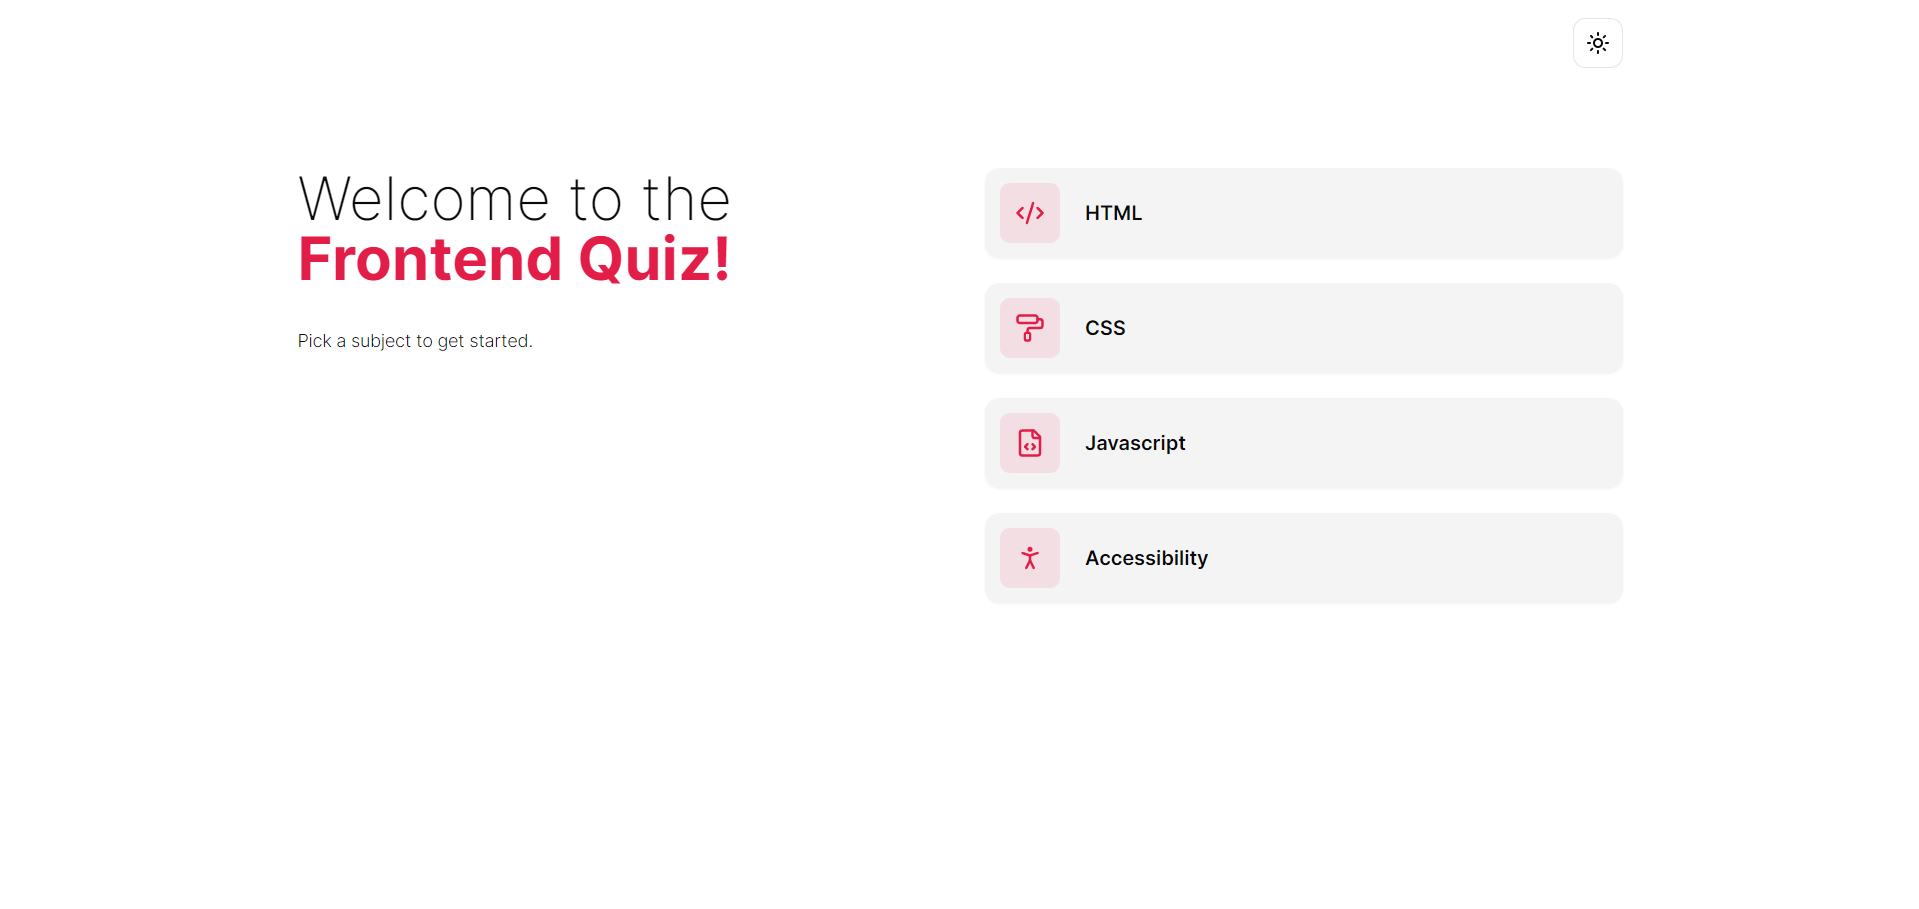 Welcome to the
Frontend Quiz!
Pick a subject to get started.
HTML
CSS
Javascript
Accessibility